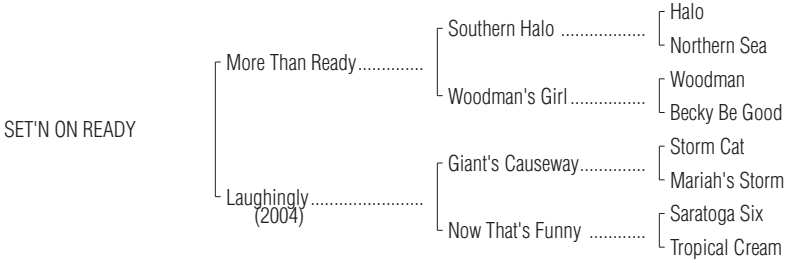 Halo
Southern Halo ..................
Northern Sea
More Than Ready..............
Woodman
Woodman's Girl................
Becky Be Good
SET'N ON READY
Storm Cat
Giant's Causeway..............
Mariah's Storm
Laughingly........................
(2004)
Saratoga Six
Now That's Funny ............
Tropical Cream